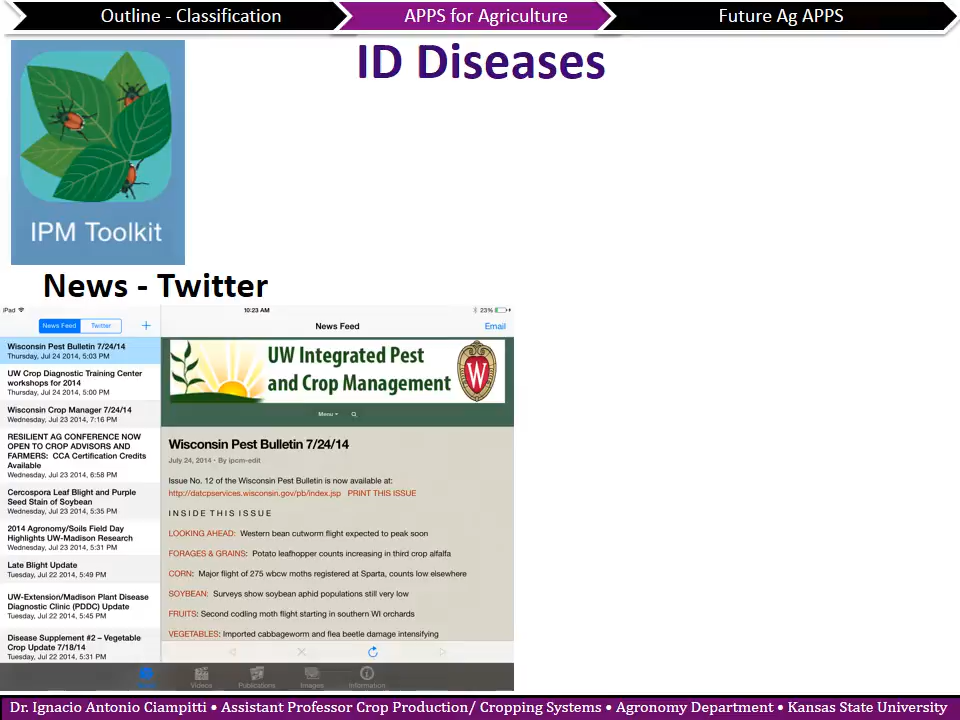 Outline - Classification
APPS for Agriculture
Future Ag APPS
ID Diseases
IPM Toolkit
News - Twitter
iPad
10:23 AM
23%
News Feed
Twitter
+
News Feed
Email
Wisconsin Pest Bulletin 7/24/14
Thursday, Jul 24 2014, 5:03 PM
UW Crop Diagnostic Training Center
workshops for 2014
Thursday, Jul 24 2014, 5:00 PM
Wisconsin Crop Manager 7/24/14
Wednesday, Jul 23 2014, 7:16 PM
RESILIENT AG CONFERENCE NOW
OPEN TO CROP ADVISORS AND
FARMERS: CCA Certification Credits
Available
Wednesday, Jul 23 2014, 6:58 PM
Cercospora Leaf Blight and Purple
Seed Stain of Soybean
Wednesday, Jul 23 2014, 5:35 PM
2014 Agronomy/Soils Field Day
Highlights UW-Madison Research
Wednesday, Jul 23 2014, 5:31 PM
Late Blight Update
Tuesday, Jul 22 2014, 5:49 PM
UW-Extension/Madison Plant Disease
Diagnostic Clinic (PDDC) Update
Tuesday, Jul 22 2014, 5:45 PM
Disease Supplement #2 – Vegetable
Crop Update 7/18/14
Tuesday, Jul 22 2014, 5:31 PM
UW Integrated Pest
and Crop Management
W
Menu
Wisconsin Pest Bulletin 7/24/14
July 24, 2014 · By ipcm-edit
Issue No. 12 of the Wisconsin Pest Bulletin is now available at:
http://datcpservices.wisconsin.gov/pb/index.jsp PRINT THIS ISSUE
INSIDE THIS ISSUE
LOOKING AHEAD: Western bean cutworm flight expected to peak soon
FORAGES & GRAINS: Potato leafhopper counts increasing in third crop alfalfa
CORN: Major flight of 275 wbcw moths registered at Sparta, counts low elsewhere
SOYBEAN: Surveys show soybean aphid populations still very low
FRUITS: Second codling moth flight starting in southern WI orchards
VEGETABLES: Imported cabbageworm and flea beetle damage intensifying
Videos
Publications
Images
Information
Dr. Ignacio Antonio Ciampitti • Assistant Professor Crop Production/ Cropping Systems • Agronomy Department • Kansas State University